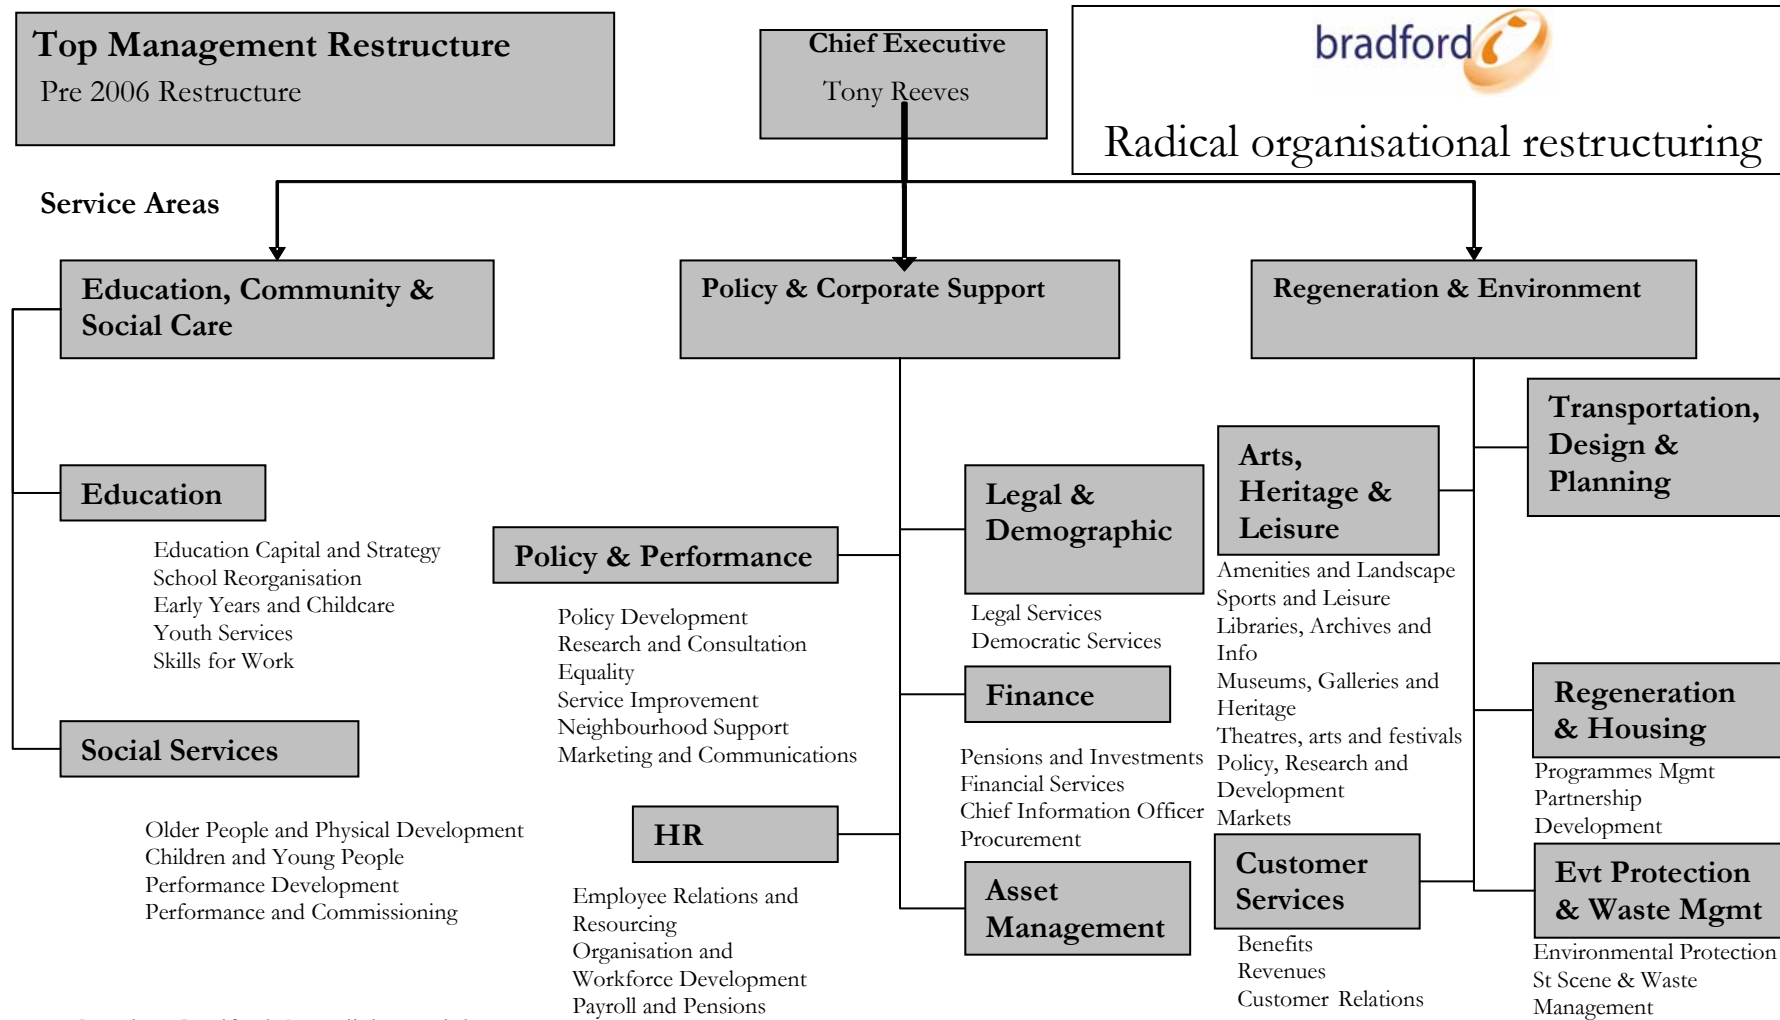 Top Management Restructure
Pre 2006 Restructure
Chief Executive
Tony Reeves
bradford
Radical organisational restructuring
Service Areas
Education, Community &
Social Care
Policy & Corporate Support
Regeneration & Environment
Education
Education Capital and Strategy
School Reorganisation
Early Years and Childcare
Youth Services
Skills for Work
Social Services
Older People and Physical Development
Children and Young People
Performance Development
Performance and Commissioning
Policy & Performance
Policy Development
Research and Consultation
Equality
Service Improvement
Neighbourhood Support
Marketing and Communications
HR
Employee Relations and
Resourcing
Organisation and
Workforce Development
Payroll and Pensions
Legal &
Demographic
Legal Services
Democratic Services
Finance
Pensions and Investments
Financial Services
Chief Information Officer
Procurement
Asset
Management
Arts,
Heritage &
Leisure
Amenities and Landscape
Sports and Leisure
Libraries, Archives and
Info
Museums, Galleries and
Heritage
Theatres, arts and festivals
Policy, Research and
Development
Markets
Customer
Services
Benefits
Revenues
Customer Relations
Transportation,
Design &
Planning
Regeneration
& Housing
Programmes Mgmt
Partnership
Development
Evt Protection
& Waste Mgmt
Environmental Protection
St Scene & Waste
Management